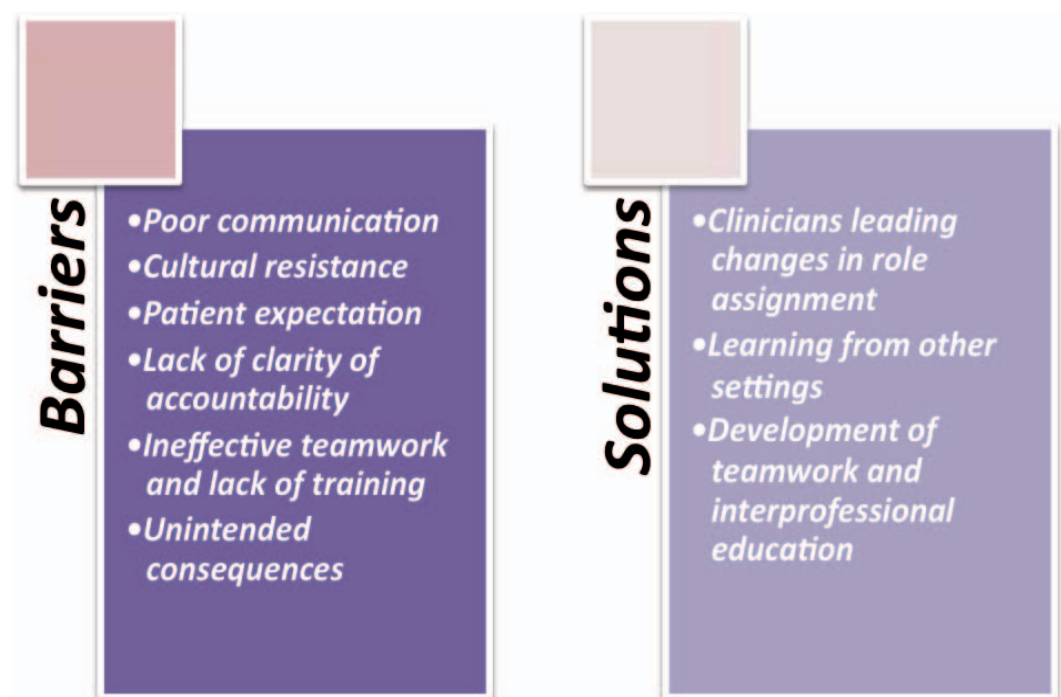 Barriers
•Poor communication
•Cultural resistance
•Patient expectation
•Lack of clarity of
accountability
•Ineffective teamwork
and lack of training
•Unintended
consequences
Solutions
•Clinicians leading
changes in role
assignment
•Learning from other
settings
•Development of
teamwork and
interprofessional
education